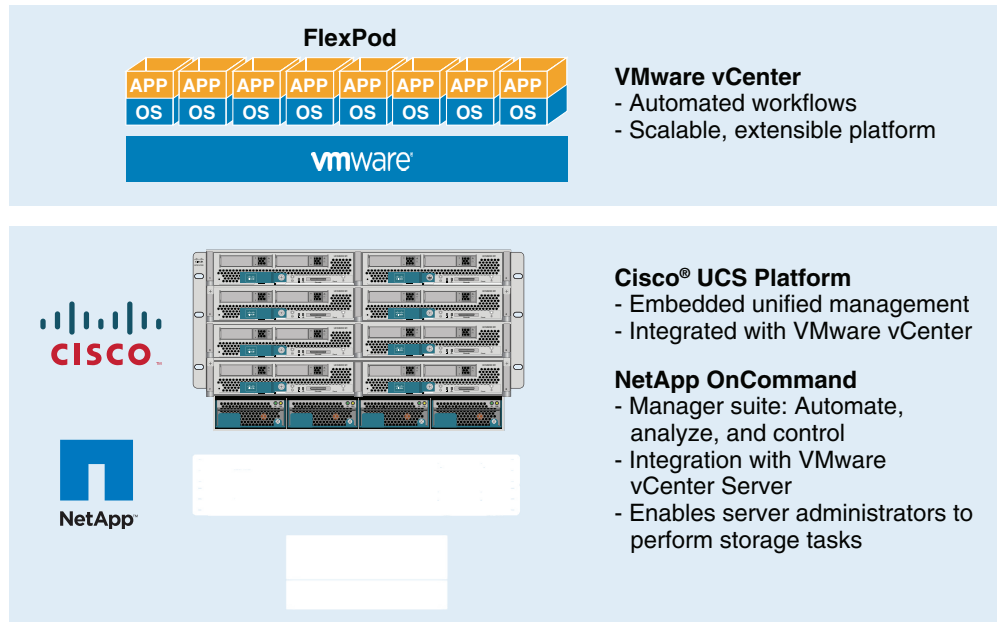 FlexPod
APP APP APP APP APP APP APP APP
OS OS OS OS OS OS OS OS
vmware®
VMware vCenter
- Automated workflows
- Scalable, extensible platform
CISCO™
NetApp™
Cisco® UCS Platform
- Embedded unified management
- Integrated with VMware vCenter
NetApp OnCommand
- Manager suite: Automate,
analyze, and control
- Integration with VMware
vCenter Server
- Enables server administrators to
perform storage tasks